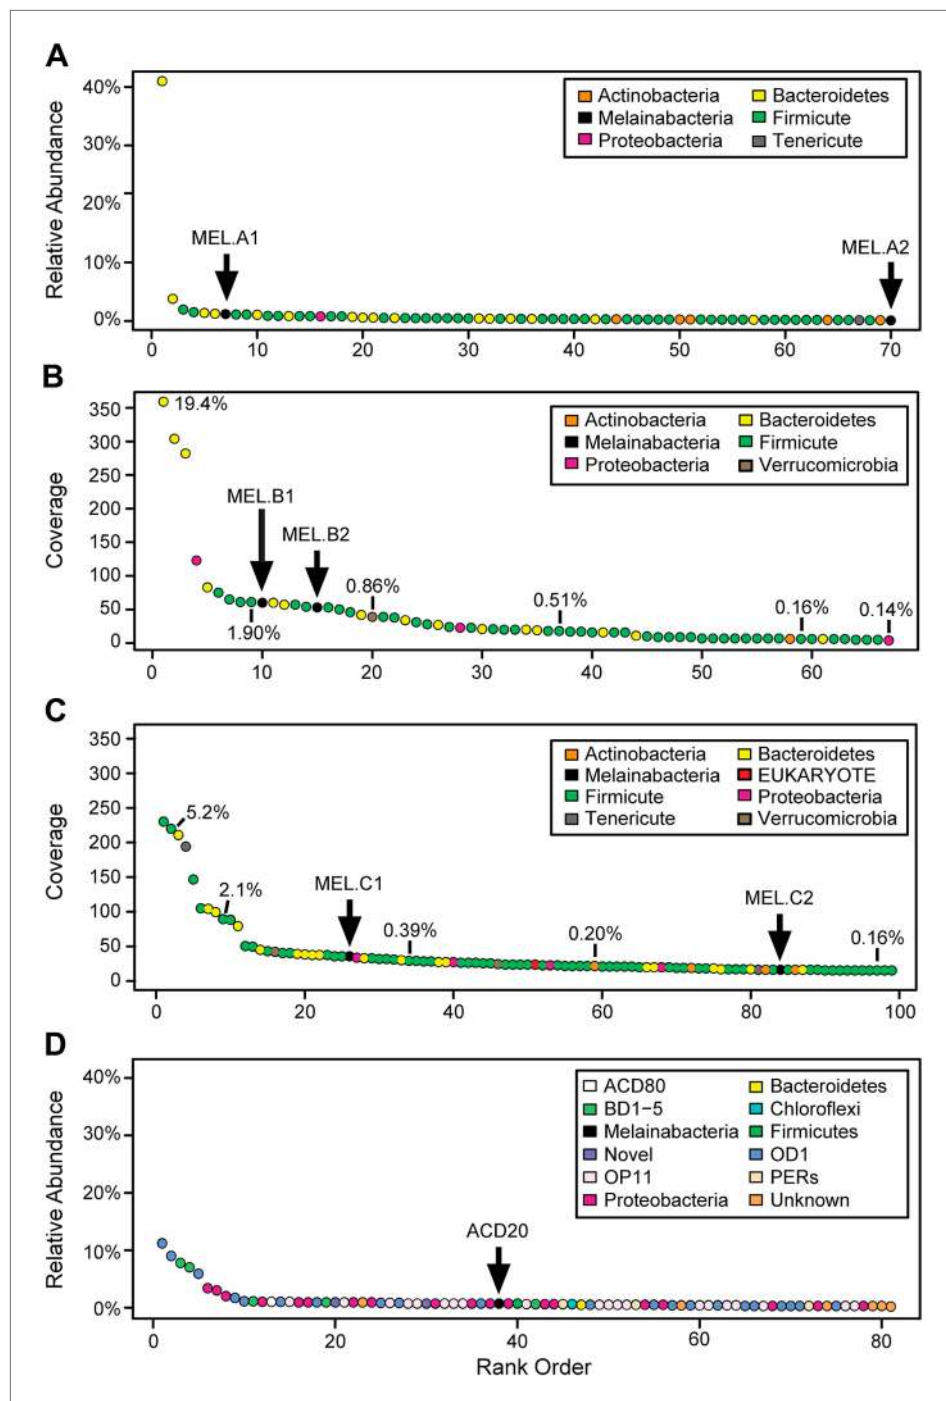 A
Relative Abundance
40%
30%
20%
10%
0%
Actinobacteria
Bacteroidetes
Melainabacteria
Firmicute
Proteobacteria
Tenericute
MEL.A1
MEL.A2
0 10 20 30 40 50 60 70
B
Coverage
350
300
250
200
150
100
50
0
19.4%
Actinobacteria
Bacteroidetes
Melainabacteria
Firmicute
Proteobacteria
Verrucomicrobia
MEL.B1
MEL.B2
0.86%
0.51%
0.16%
0.14%
1.90%
0 10 20 30 40 50 60
C
Coverage
350
300
250
200
150
100
50
0
Actinobacteria
Bacteroidetes
Melainabacteria
EUKARYOTE
Firmicute
Proteobacteria
Tenericute
Verrucomicrobia
5.2%
2.1%
MEL.C1
0.39%
0.20%
MEL.C2
0.16%
0 20 40 60 80 100
D
Relative Abundance
40%
30%
20%
10%
0%
ACD80
Bacteroidetes
BD1–5
Chloroflexi
Melainabacteria
Firmicutes
Novel
OD1
OP11
PERs
Proteobacteria
Unknown
ACD20
0 20 40 60 80
Rank Order